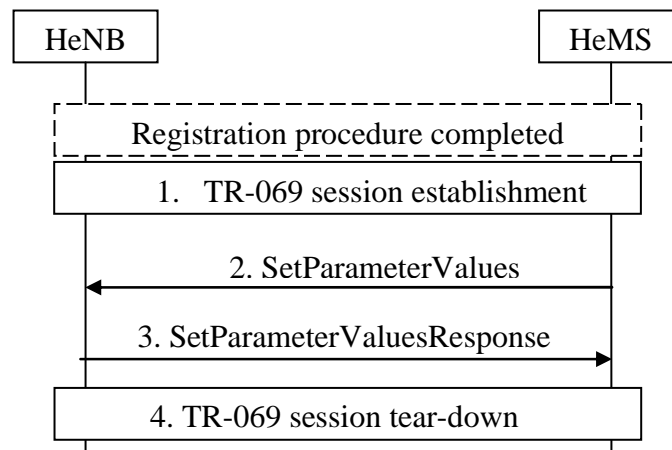 HeNB
HeMS
Registration procedure completed
1. TR-069 session establishment
2. SetParameterValues
3. SetParameterValuesResponse
4. TR-069 session tear-down